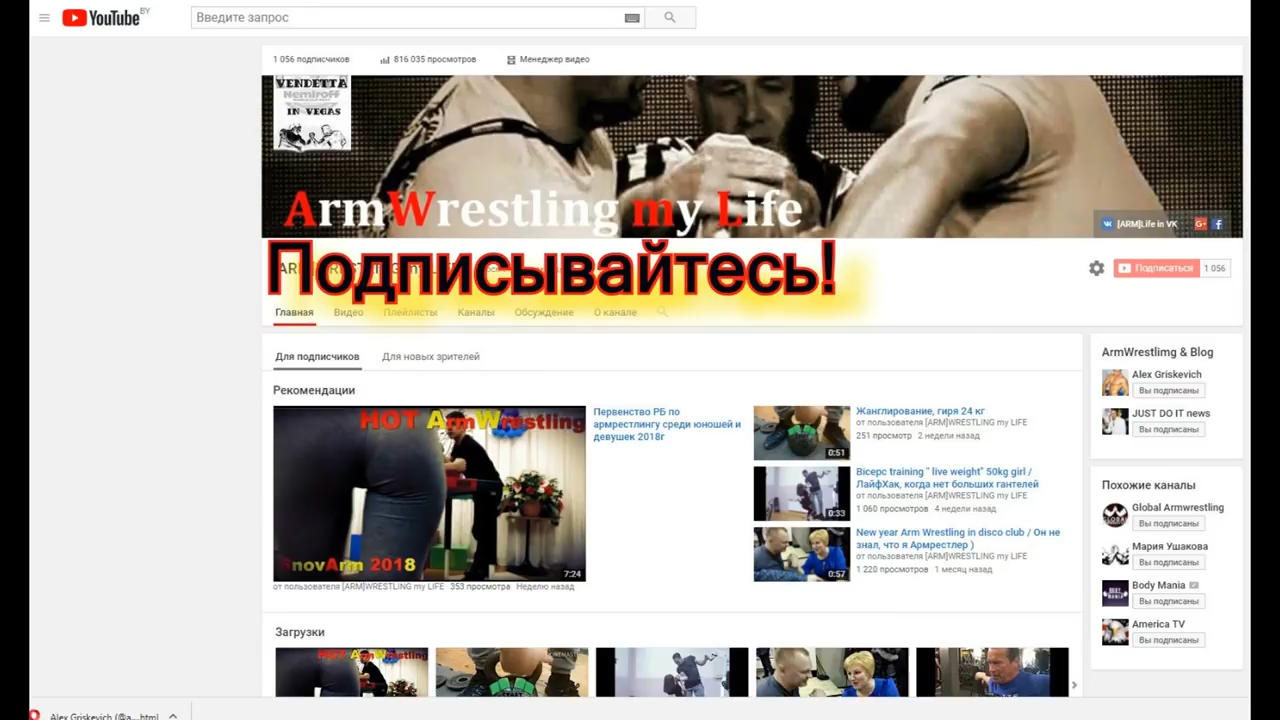 YouTube BY
Введите запрос
1 056 подписчиков
816 035 просмотров
Менеджер видео
VENDETTA
Nemiroff
IN VEGAS
ArmWrestling my Life
[ARM]Life in VK
Подписывайтесь!
Подписаться 1 056
Главная Видео Плейлисты Каналы Обсуждение О канале
Для подписчиков Для новых зрителей
Рекомендации
HOT ArmWrestling
SnovArm 2018
7:24
от пользователя [ARM]WRESTLING my LIFE 353 просмотра Неделю назад
Первенство РБ по
армрестлингу среди юношей и
девушек 2018г
0:51
Жанглирование, гиря 24 кг
от пользователя [ARM]WRESTLING my LIFE
251 просмотр 2 недели назад
0:33
Bicepc training " live weight" 50kg girl /
ЛайфХак, когда нет больших гантелей
от пользователя [ARM]WRESTLING my LIFE
1 060 просмотров 4 недели назад
0:57
New year Arm Wrestling in disco club / Он не
знал, что я Армрестлер )
от пользователя [ARM]WRESTLING my LIFE
1 220 просмотров 1 месяц назад
Загрузки
HOT ArmWrestling
ArmWrestlimg & Blog
Alex Griskevich
Вы подписаны
JUST DO IT news
Вы подписаны
Похожие каналы
Global Armwrestling
Вы подписаны
Мария Ушакова
Вы подписаны
Body Mania
Вы подписаны
America TV
Вы подписаны
Alex Griskevich (@a....html